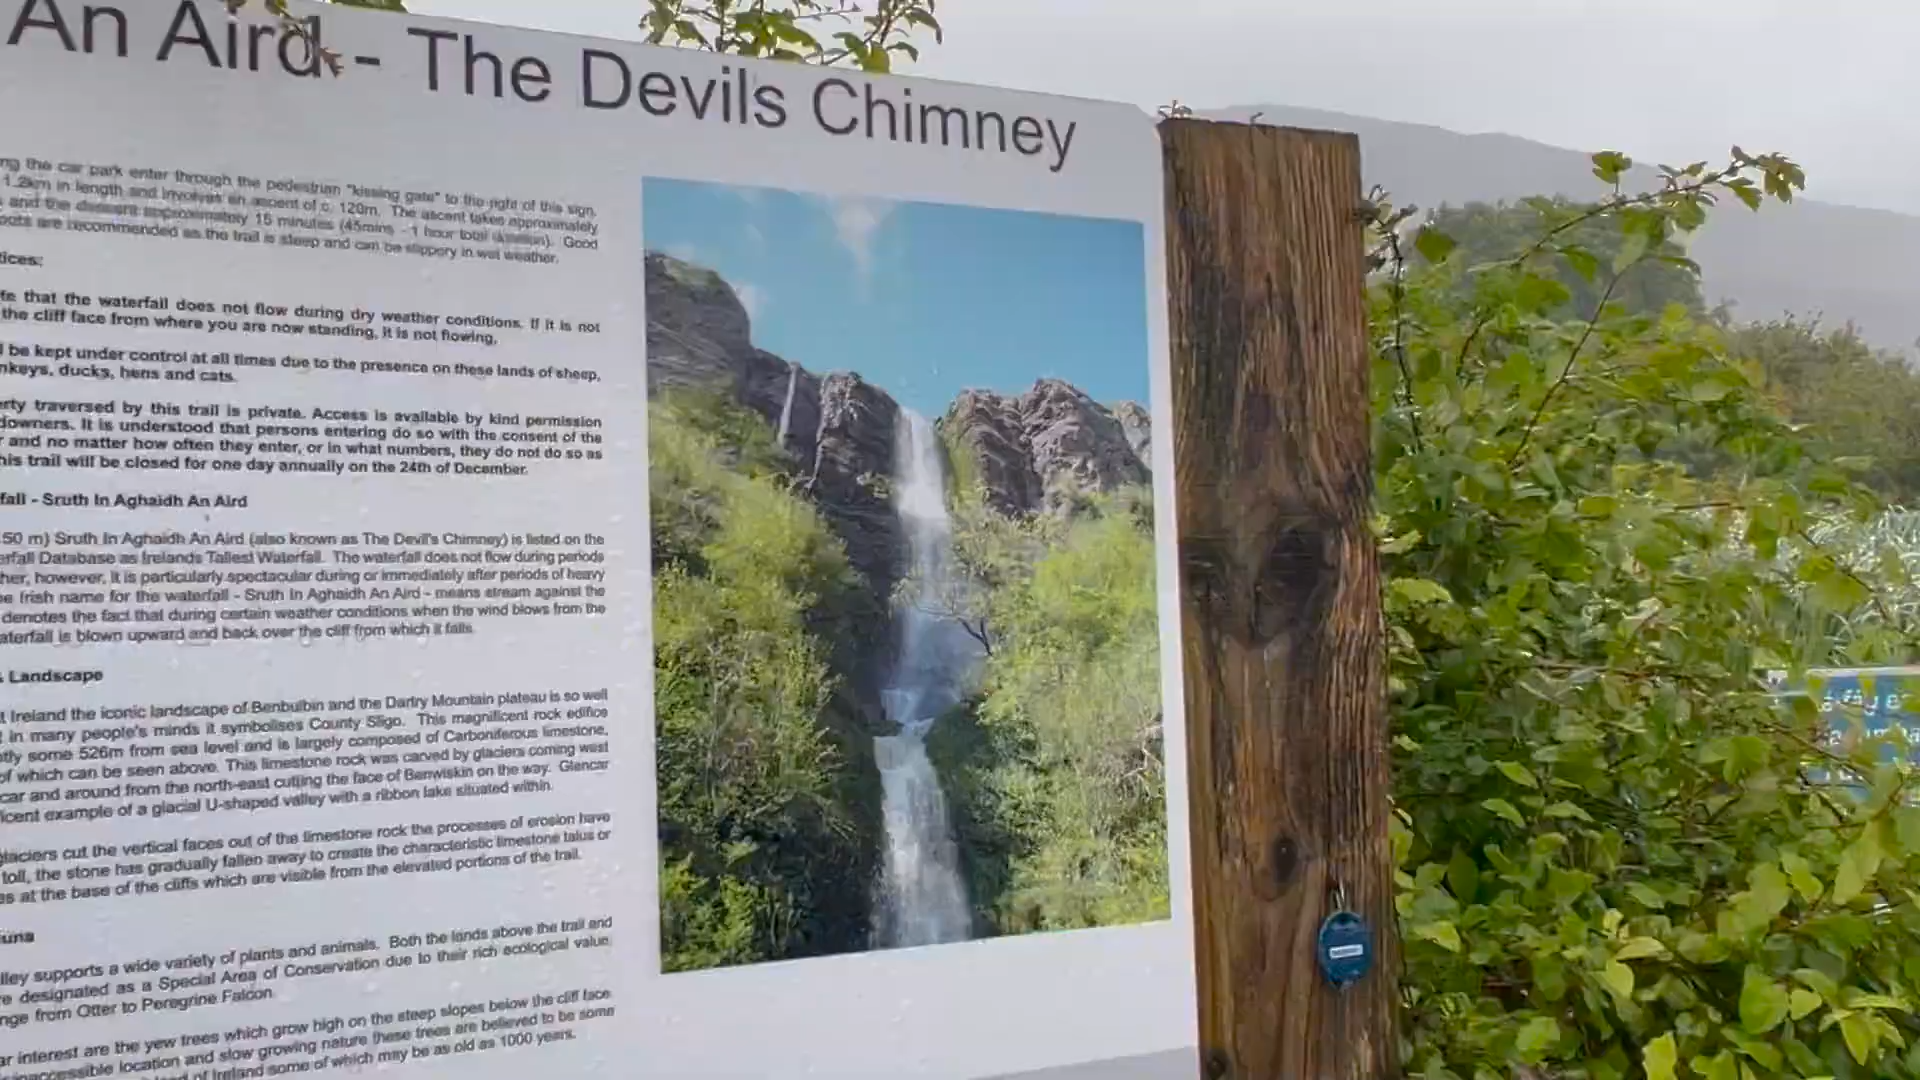 An Aird - The Devils Chimney
ng the car park enter through the pedestrian "kissing gate" to the right of this sign.
1.2km in length and involves an ascent of c. 120m. The ascent takes approximately
and the descent approximately 15 minutes (45mins - 1 hour total duration). Good
oots are recommended as the trail is steep and can be slippery in wet weather.
ices:
te that the waterfall does not flow during dry weather conditions. If it is not
the cliff face from where you are now standing, it is not flowing.
l be kept under control at all times due to the presence on these lands of sheep,
nkeys, ducks, hens and cats.
erty traversed by this trail is private. Access is available by kind permission
downers. It is understood that persons entering do so with the consent of the
r and no matter how often they enter, or in what numbers, they do not do so as
his trail will be closed for one day annually on the 24th of December.
fall - Sruth In Aghaidh An Aird
50 m) Sruth In Aghaidh An Aird (also known as The Devil's Chimney) is listed on the
erfall Database as Irelands Tallest Waterfall. The waterfall does not flow during periods
her, however, it is particularly spectacular during or immediately after periods of heavy
e Irish name for the waterfall - Sruth In Aghaidh An Aird - means stream against the
denotes the fact that during certain weather conditions when the wind blows from the
aterfall is blown upward and back over the cliff from which it falls.
& Landscape
t Ireland the iconic landscape of Benbulbin and the Dartry Mountain plateau is so well
t in many people's minds it symbolises County Sligo. This magnificent rock edifice
tly some 526m from sea level and is largely composed of Carboniferous limestone,
of which can be seen above. This limestone rock was carved by glaciers coming west
car and around from the north-east cutting the face of Benwiskin on the way. Glencar
ficent example of a glacial U-shaped valley with a ribbon lake situated within.
glaciers cut the vertical faces out of the limestone rock the processes of erosion have
toll, the stone has gradually fallen away to create the characteristic limestone talus or
es at the base of the cliffs which are visible from the elevated portions of the trail.
una
lley supports a wide variety of plants and animals. Both the lands above the trail and
re designated as a Special Area of Conservation due to their rich ecological value.
nge from Otter to Peregrine Falcon.
ar interest are the yew trees which grow high on the steep slopes below the cliff face.
inaccessible location and slow growing nature these trees are believed to be some
of Ireland some of which may be as old as 1000 years.